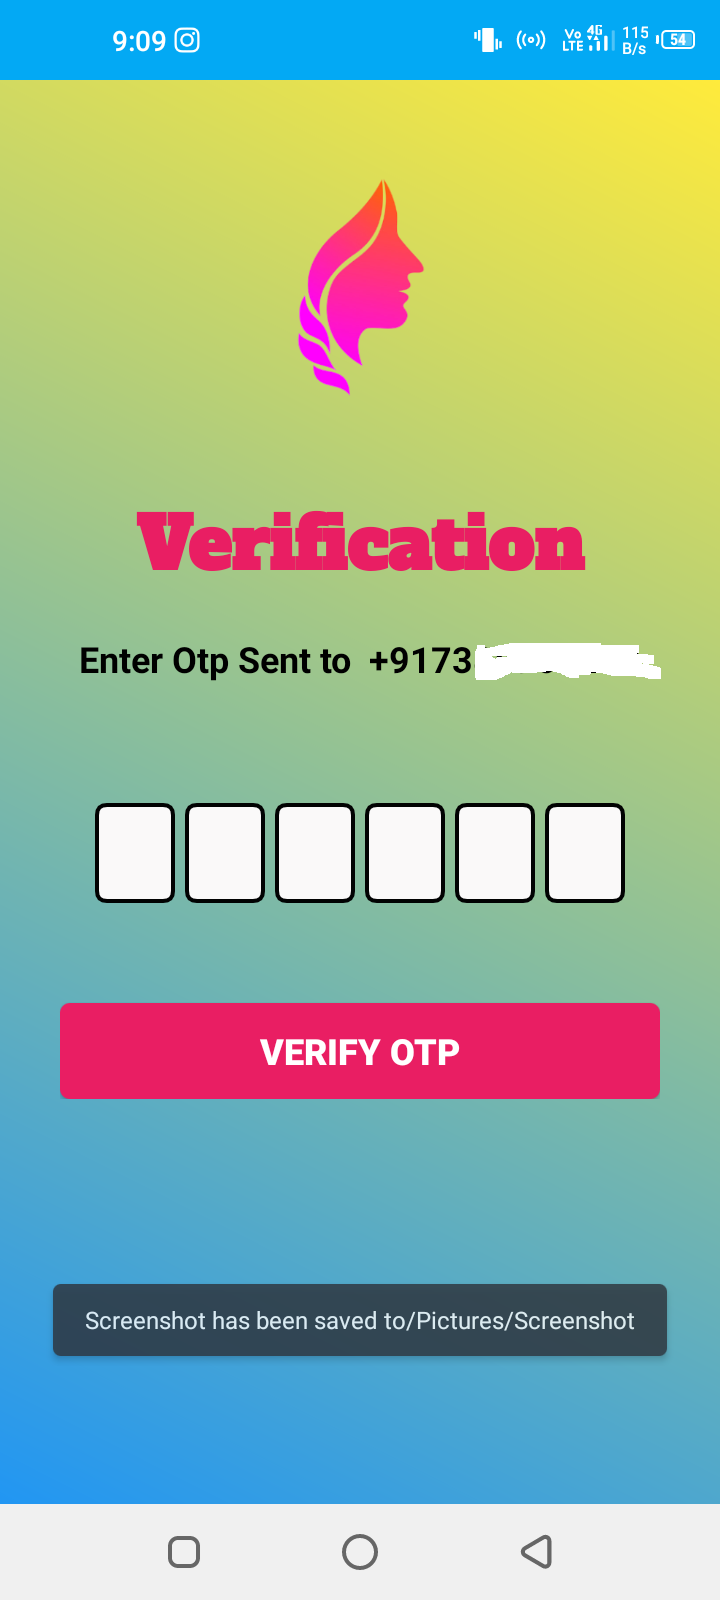 9:09
Vo LTE 4G 115 B/s 54
Verification
Enter Otp Sent to +9173
VERIFY OTP
Screenshot has been saved to/Pictures/Screenshot